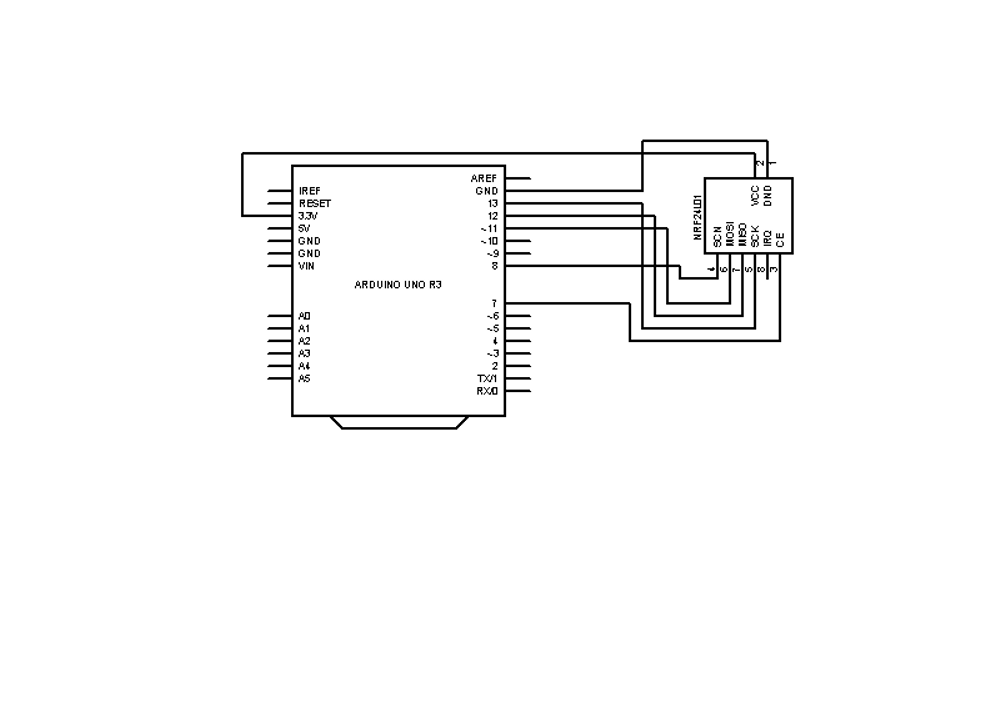 AREF
IREF
GND
RESET
13
3.3V
12
5V
~11
GND
~10
GND
~9
VIN
8
ARDUINO UNO R3
7
A0
~6
A1
~5
A2
4
A3
~3
A4
2
A5
TX/1
RX/0
NRF24L01
2
1
VCC
DND
SCN
MOSI
MISO
SCK
IRQ
CE
4
6
7
5
8
3